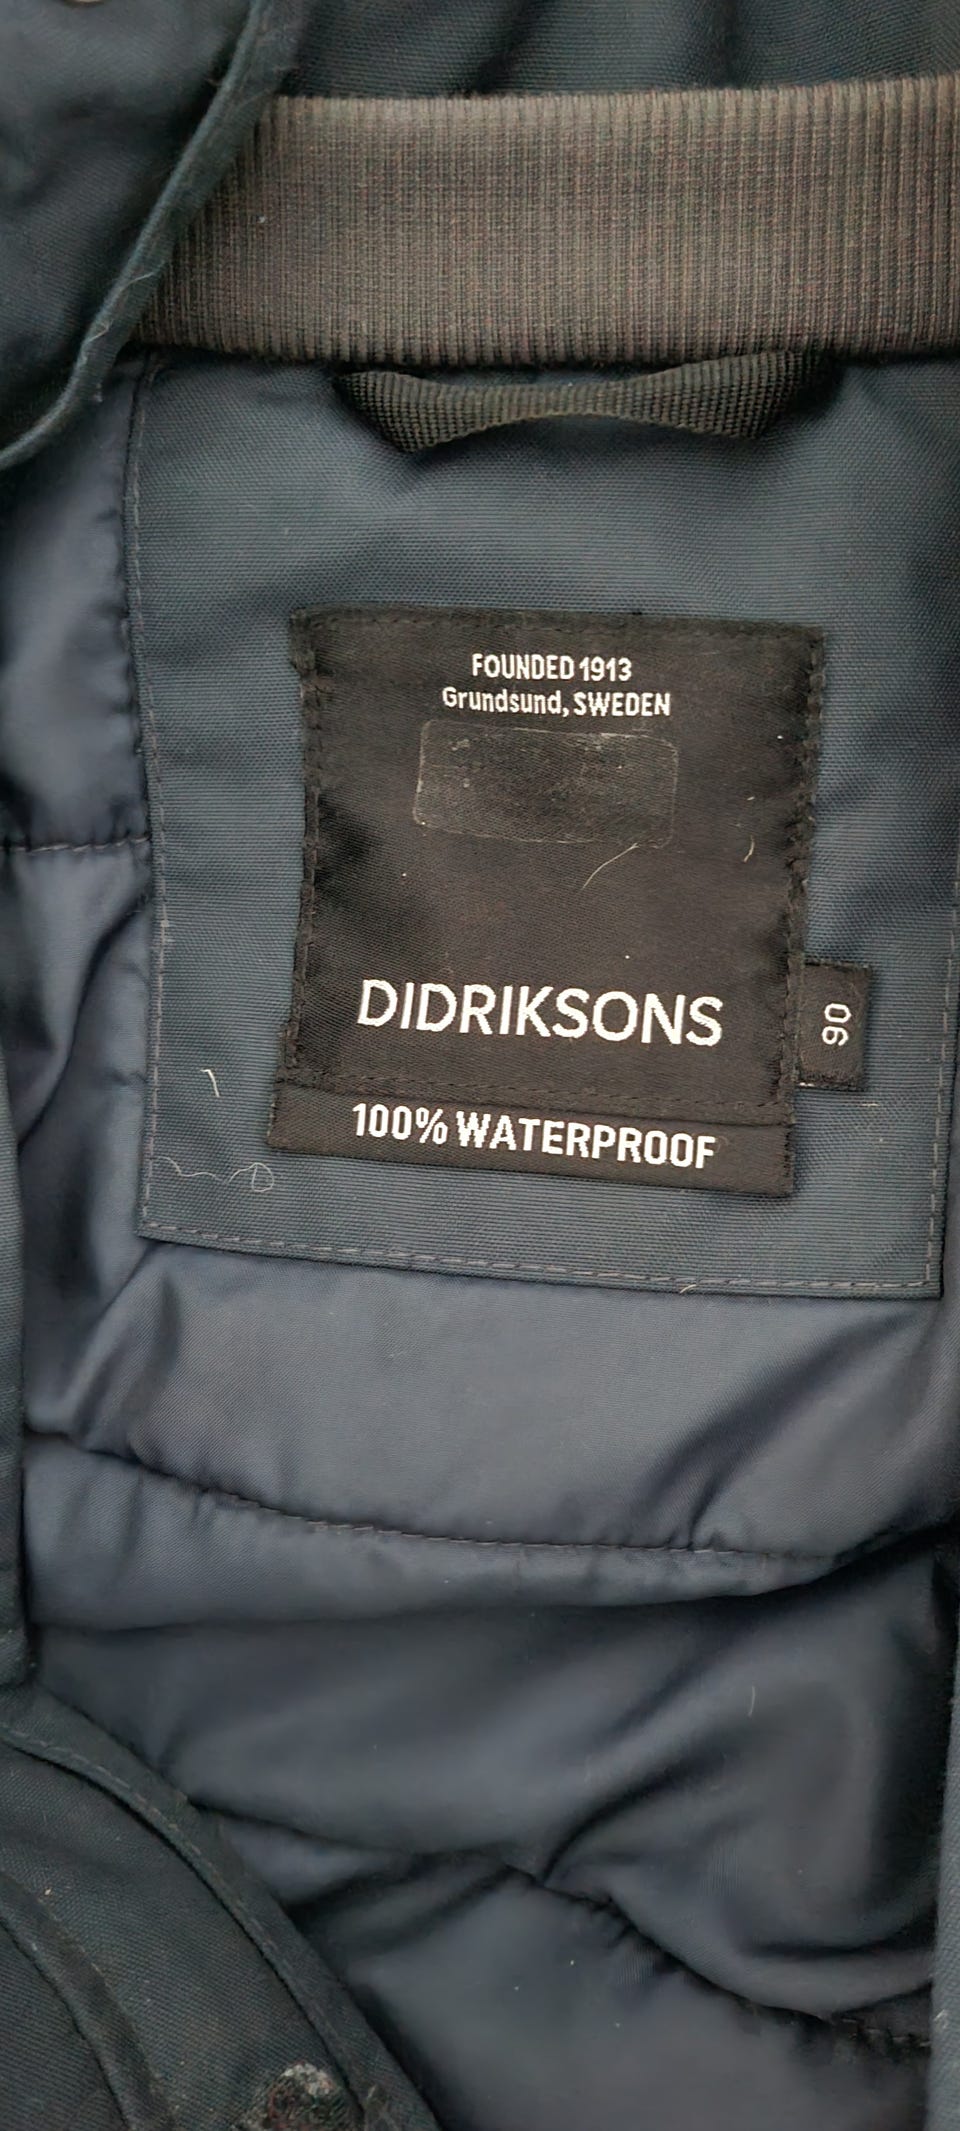 FOUNDED 1913
Grundsund, SWEDEN
DIDRIKSONS
90
100% WATERPROOF